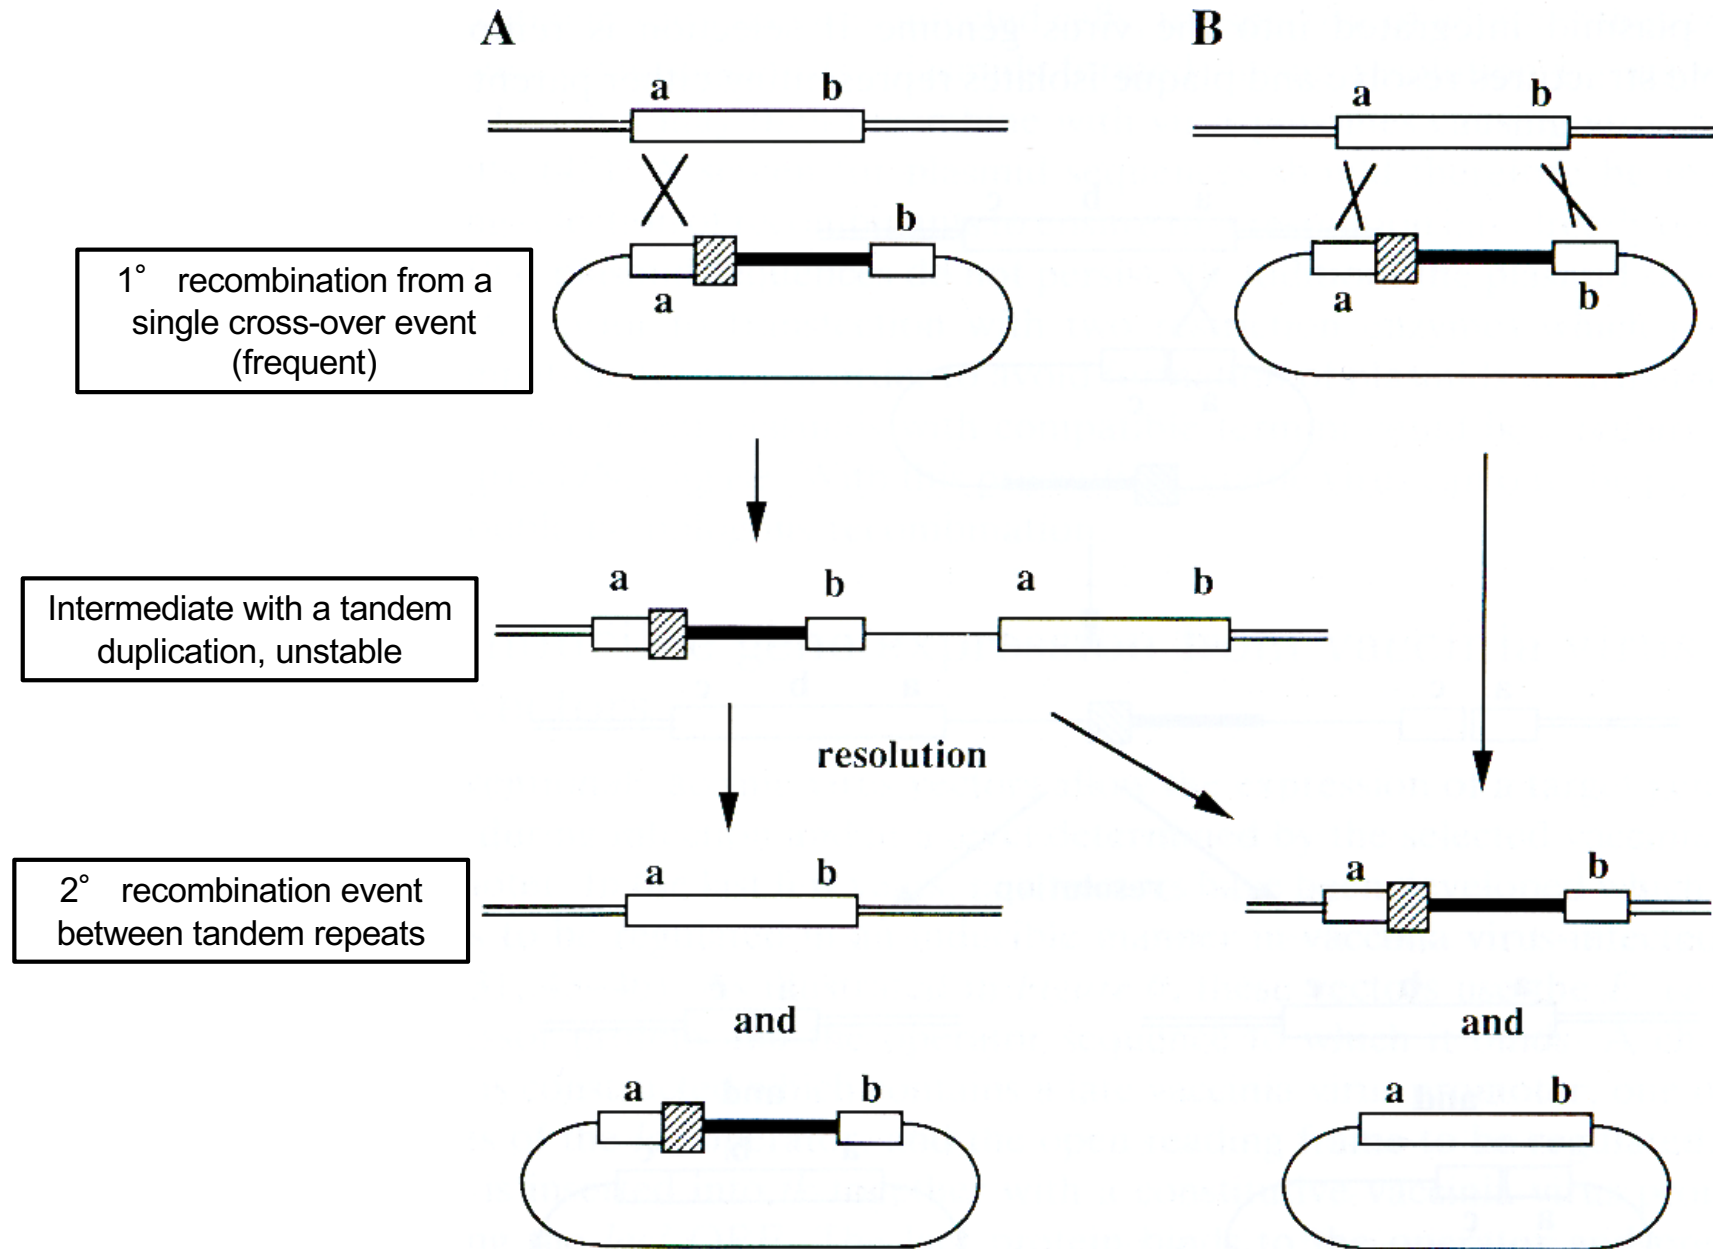 A
B
a b
a b
b
1° recombination from a
single cross-over event
(frequent)
a
a
b
a b a b
Intermediate with a tandem
duplication, unstable
resolution
2° recombination event
between tandem repeats
a b
a b
and
and
a b
a b